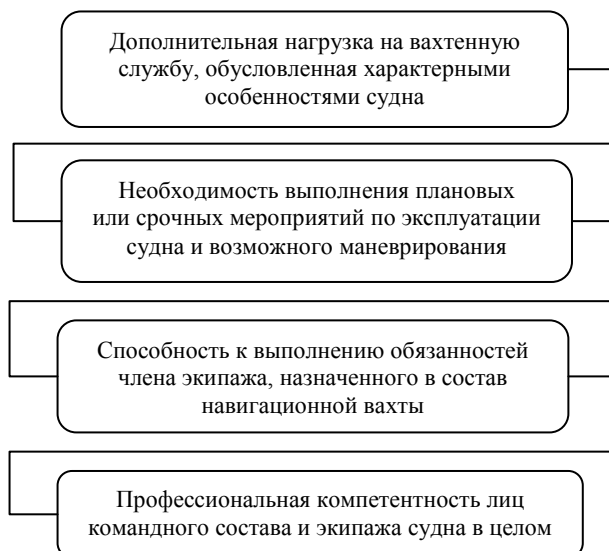 Дополнительная нагрузка на вахтенную
службу, обусловленная характерными
особенностями судна
Необходимость выполнения плановых
или срочных мероприятий по эксплуатации
судна и возможного маневрирования
Способность к выполнению обязанностей
члена экипажа, назначенного в состав
навигационной вахты
Профессиональная компетентность лиц
командного состава и экипажа судна в целом